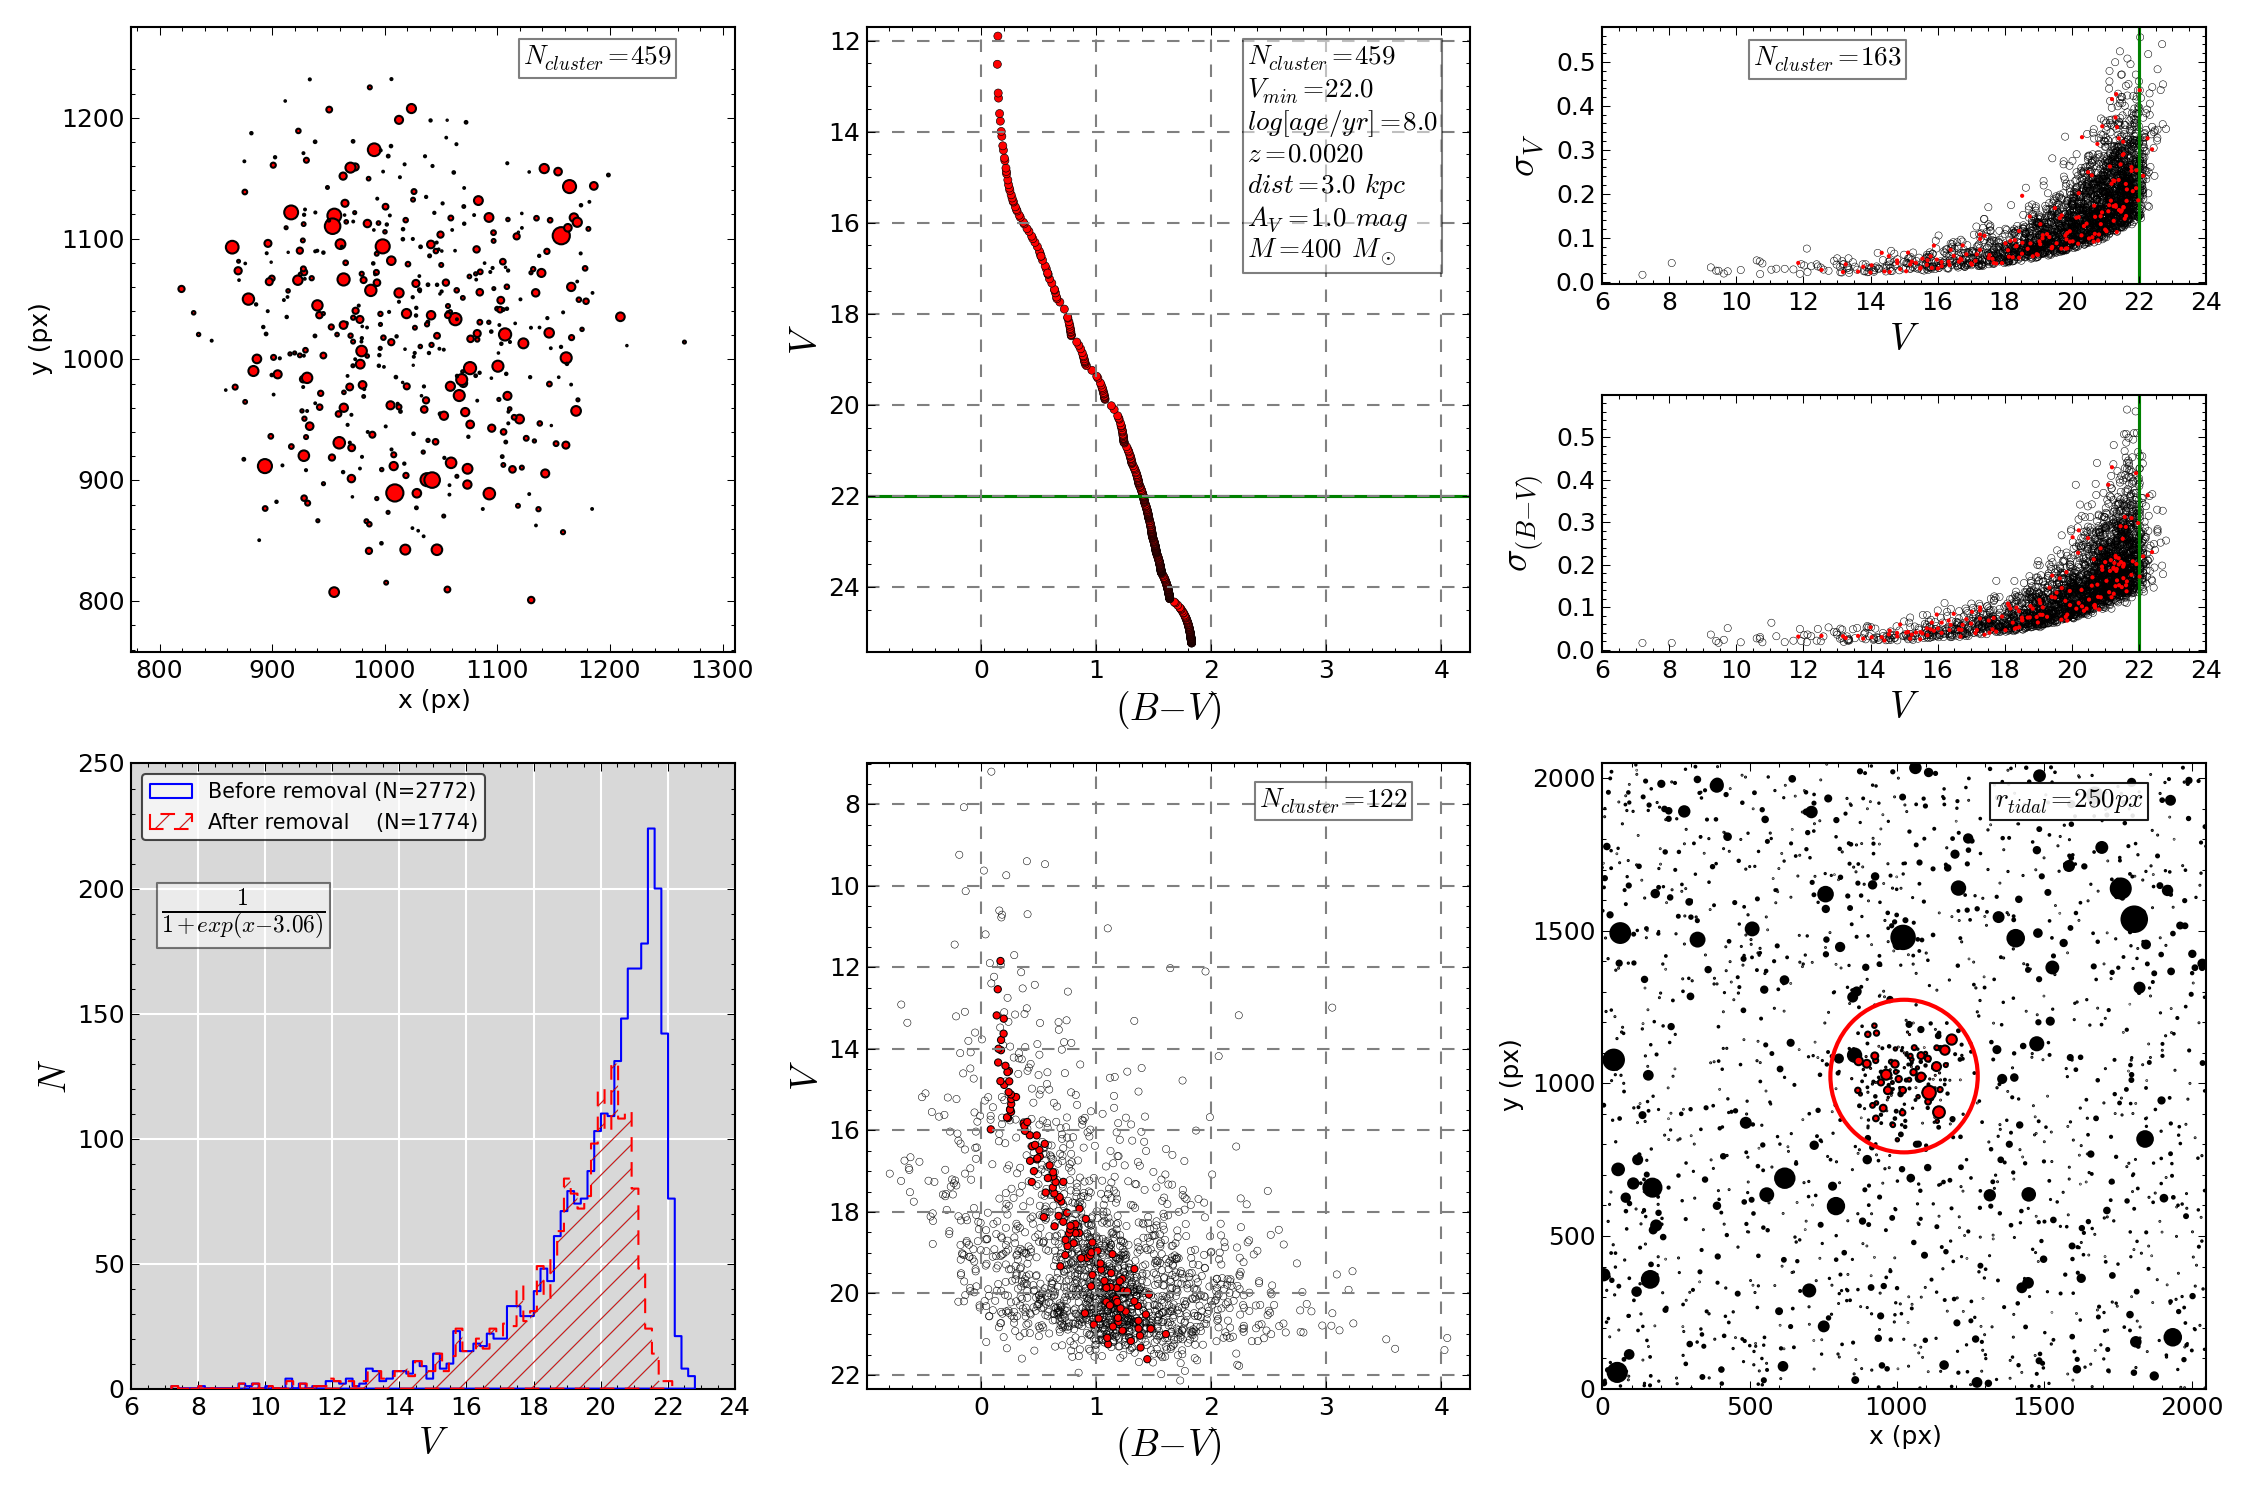 N_cluster=459
1200
1100
1000
900
800
y (px)
800 900 1000 1100 1200 1300
x (px)
N_cluster=459
V_min=22.0
log[age/yr]=8.0
z=0.0020
dist=3.0 kpc
A_V=1.0 mag
M=400 M_⊙
12
14
16
18
20
22
24
V
0 1 2 3 4
(B−V)
N_cluster=163
0.5
0.4
0.3
0.2
0.1
0.0
σ_V
6 8 10 12 14 16 18 20 22 24
V
0.5
0.4
0.3
0.2
0.1
0.0
σ_(B−V)
6 8 10 12 14 16 18 20 22 24
V
Before removal (N=2772)
After removal (N=1774)
1
1+exp(x−3.06)
250
200
150
100
50
0
N
6 8 10 12 14 16 18 20 22 24
V
N_cluster=122
8
10
12
14
16
18
20
22
V
0 1 2 3 4
(B−V)
r_tidal=250px
2000
1500
1000
500
0
y (px)
0 500 1000 1500 2000
x (px)